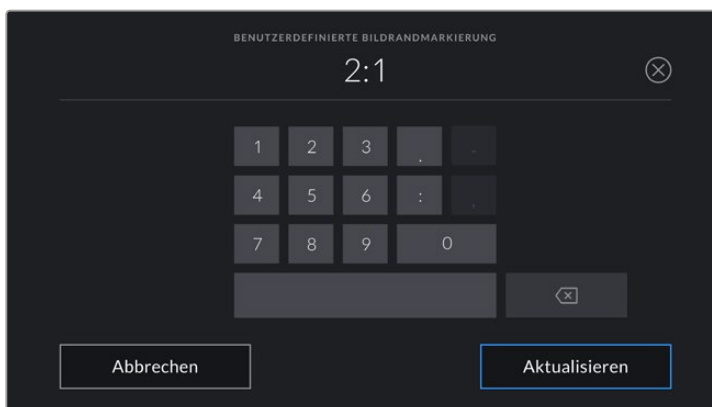 BENUTZERDEFINIERTE BILDRANDMARKIERUNG
2:1
1 2 3 . -
4 5 6 : ,
7 8 9 0
Abbrechen Aktualisieren